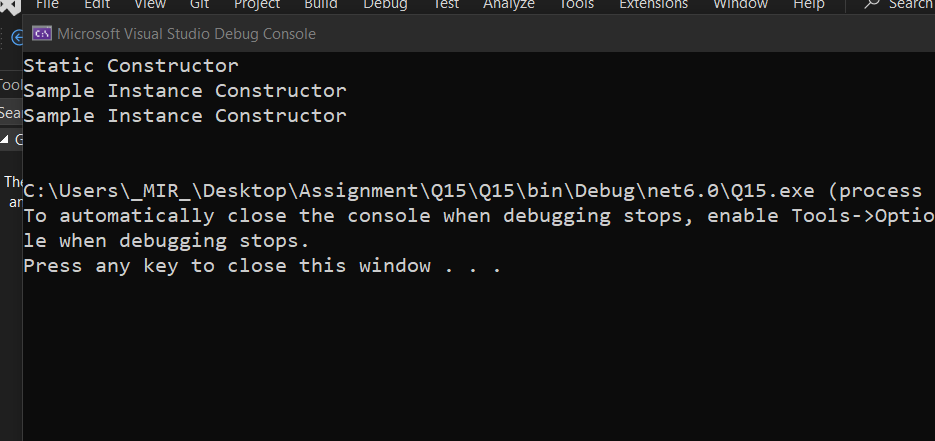 File Edit View Git Project Build Debug Test Analyze Tools Extensions Window Help Search
Microsoft Visual Studio Debug Console
Static Constructor
Sample Instance Constructor
Sample Instance Constructor
C:\Users\_MIR_\Desktop\Assignment\Q15\Q15\bin\Debug\net6.0\Q15.exe (process
To automatically close the console when debugging stops, enable Tools->Optio
le when debugging stops.
Press any key to close this window . . .